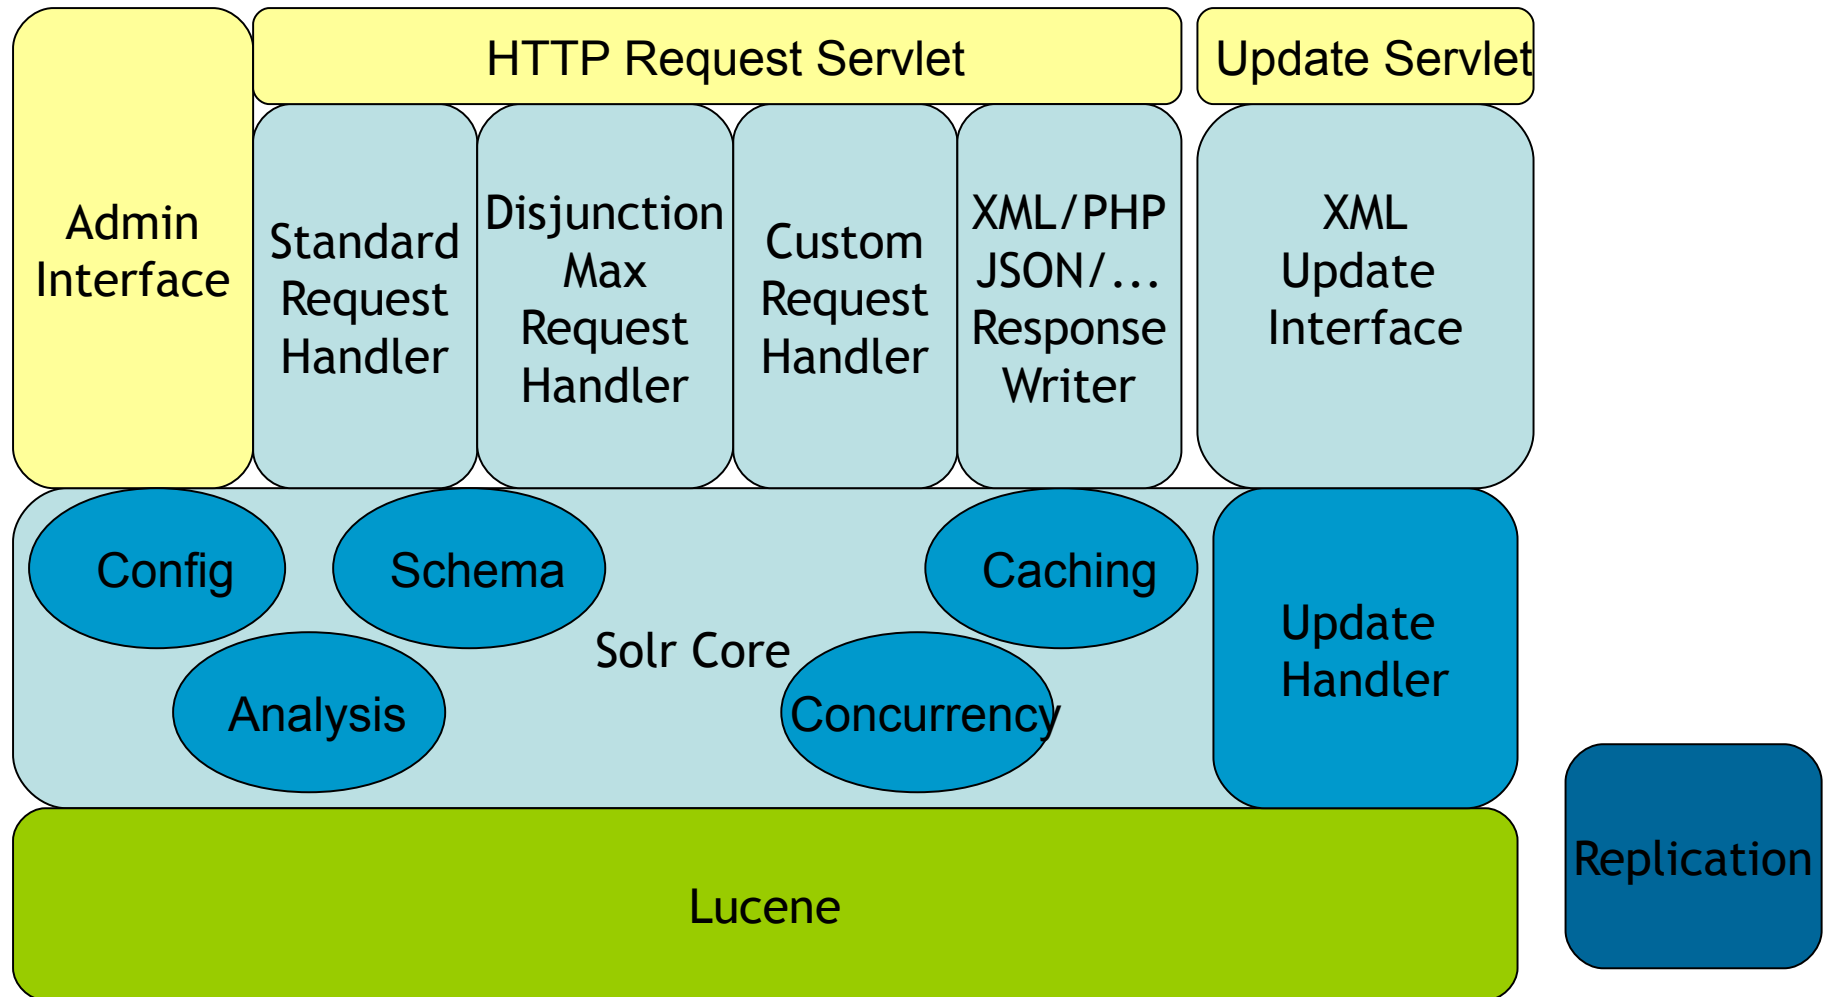 HTTP Request Servlet
Update Servlet
Admin
Interface
Standard
Request
Handler
Disjunction
Max
Request
Handler
Custom
Request
Handler
XML/PHP
JSON/...
Response
Writer
XML
Update
Interface
Config
Schema
Caching
Solr Core
Analysis
Concurrency
Update
Handler
Lucene
Replication